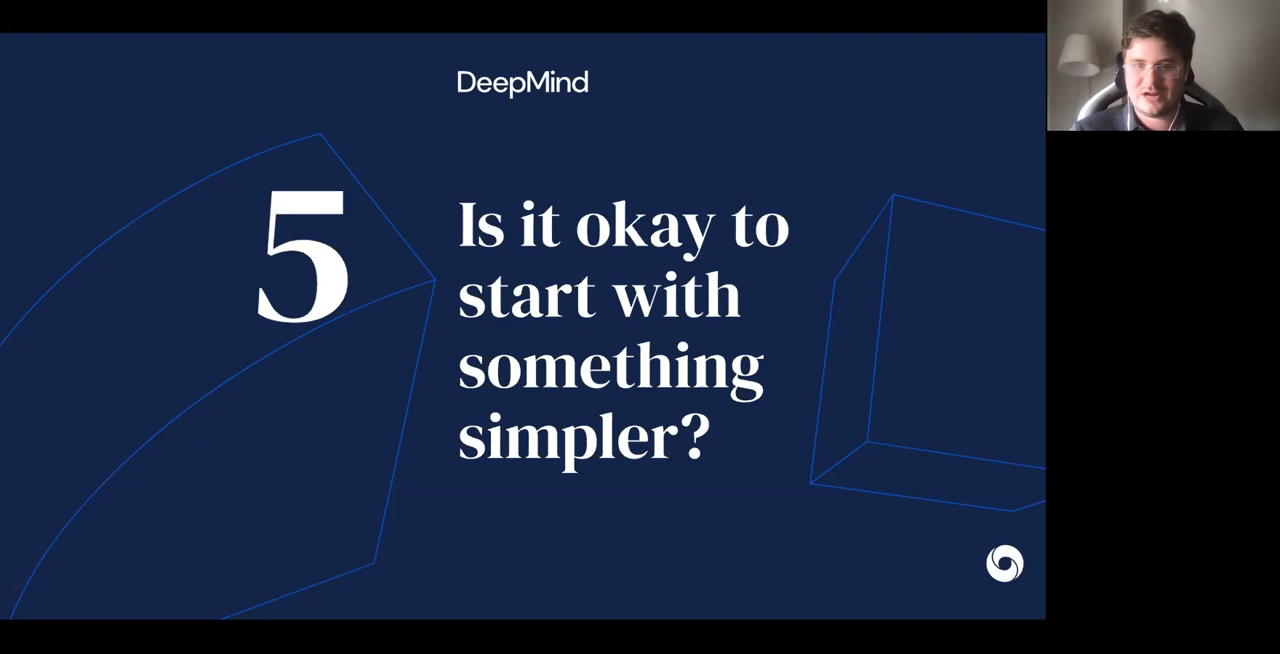 DeepMind
5
Is it okay to
start with
something
simpler?